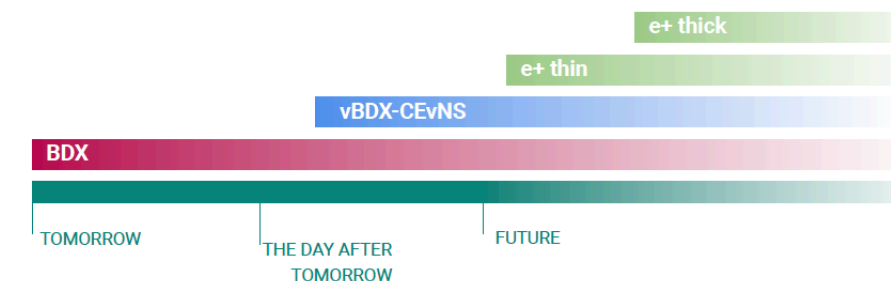 e+ thick
e+ thin
vBDX-CEvNS
BDX
TOMORROW
THE DAY AFTER
TOMORROW
FUTURE